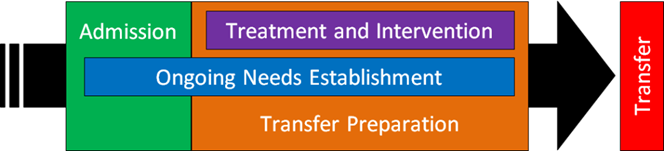 Admission
Treatment and Intervention
Ongoing Needs Establishment
Transfer Preparation
Transfer